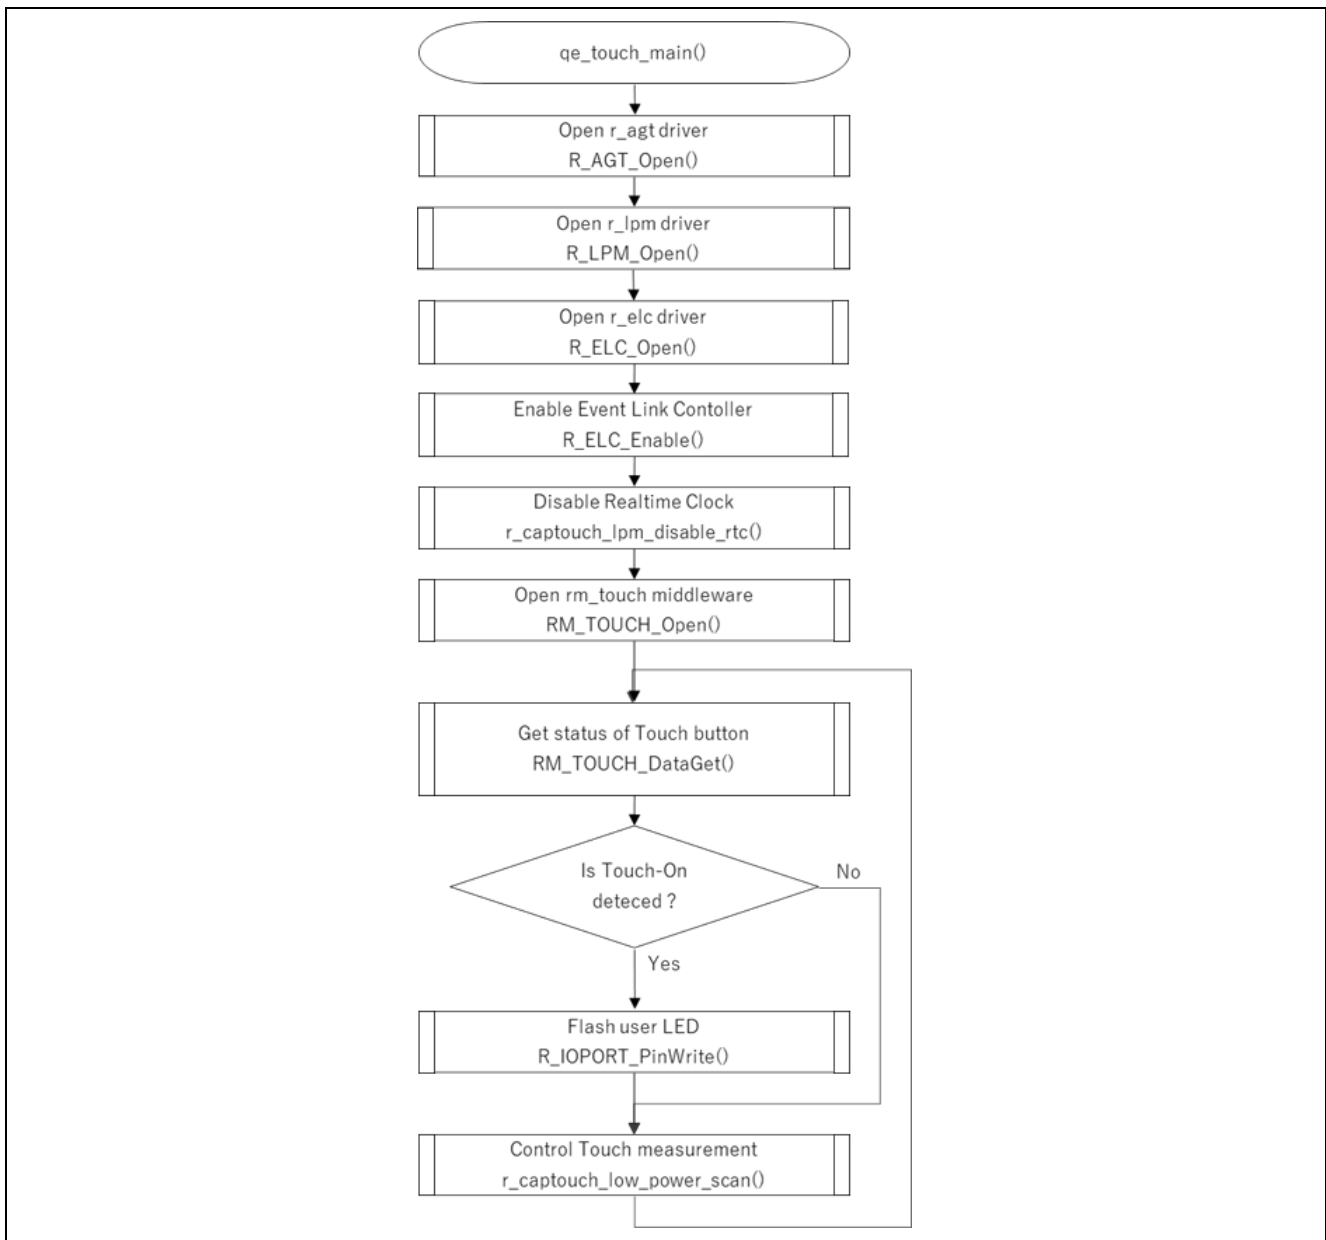 qe_touch_main()
Open r_agt driver
R_AGT_Open()
Open r_lpm driver
R_LPM_Open()
Open r_elc driver
R_ELC_Open()
Enable Event Link Contoller
R_ELC_Enable()
Disable Realtime Clock
r_captouch_lpm_disable_rtc()
Open rm_touch middleware
RM_TOUCH_Open()
Get status of Touch button
RM_TOUCH_DataGet()
Is Touch-On
deteced ?
No
Yes
Flash user LED
R_IOPORT_PinWrite()
Control Touch measurement
r_captouch_low_power_scan()